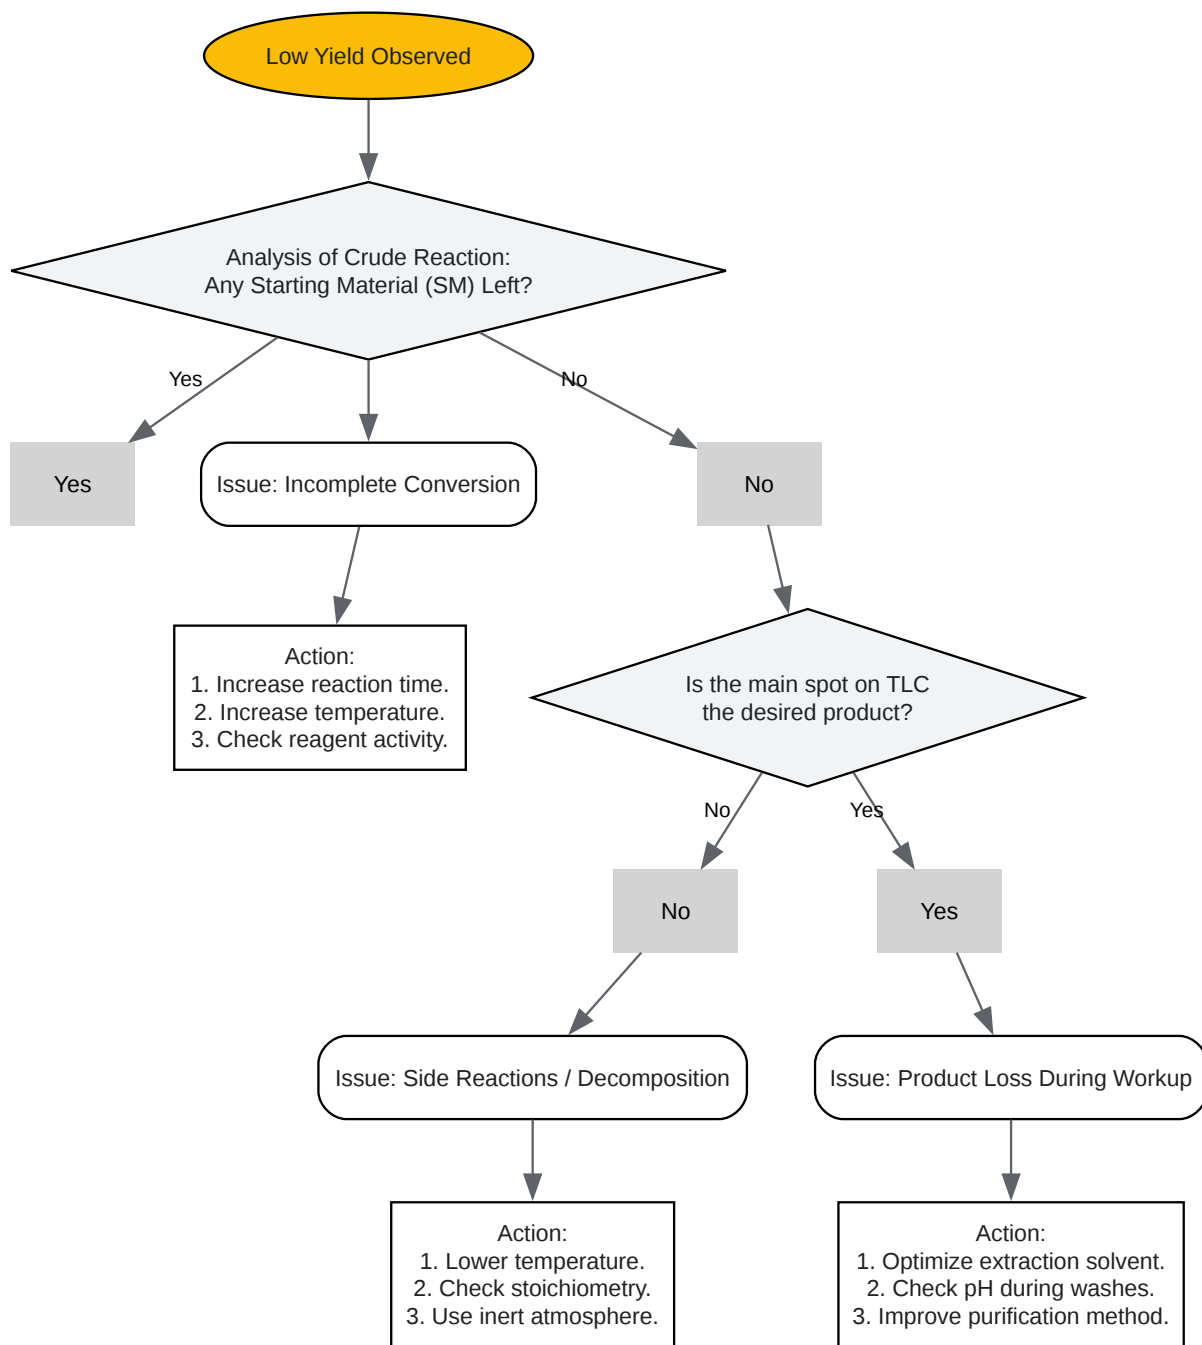 Low Yield Observed
Analysis of Crude Reaction:
Any Starting Material (SM) Left?
Yes
No
Yes
Issue: Incomplete Conversion
No
Action:
1. Increase reaction time.
2. Increase temperature.
3. Check reagent activity.
Is the main spot on TLC
the desired product?
No
Yes
No
Yes
Issue: Side Reactions / Decomposition
Issue: Product Loss During Workup
Action:
1. Lower temperature.
2. Check stoichiometry.
3. Use inert atmosphere.
Action:
1. Optimize extraction solvent.
2. Check pH during washes.
3. Improve purification method.